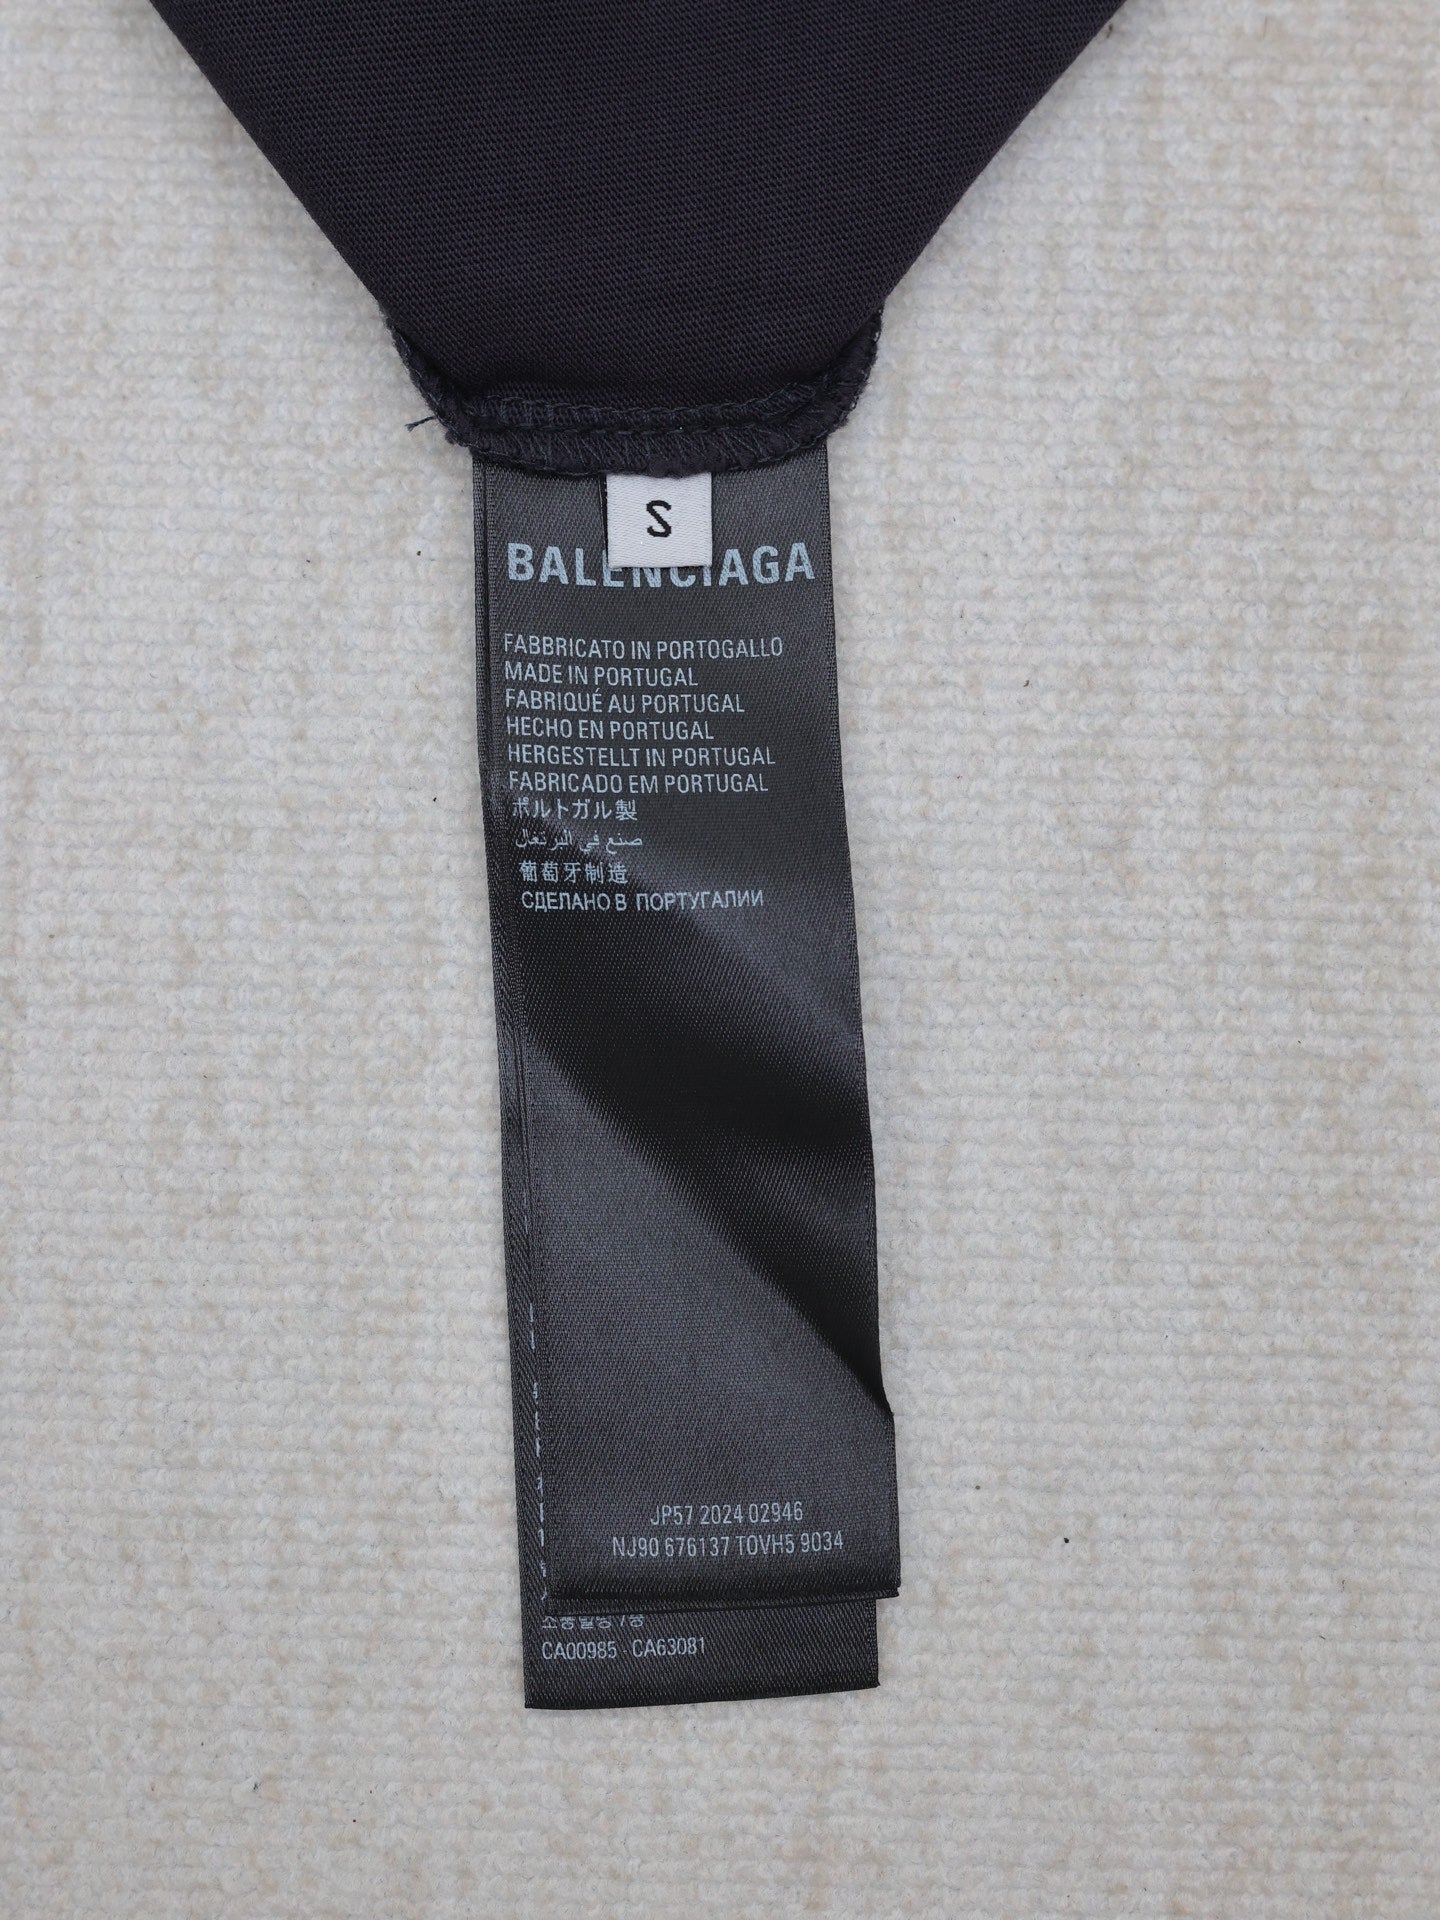 S
BALENCIAGA
FABBRICATO IN PORTOGALLO
MADE IN PORTUGAL
FABRIQUÉ AU PORTUGAL
HECHO EN PORTUGAL
HERGESTELLT IN PORTUGAL
FABRICADO EM PORTUGAL
ポルトガル製
صنع في البرتغال
葡萄牙制造
СДЕЛАНО В ПОРТУГАЛИИ
JP57 2024 02946
NJ90 676137 TOVH5 9034
CA00985 - CA63081